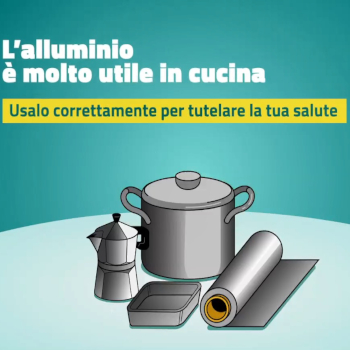 L'alluminio
è molto utile in cucina
Usalo correttamente per tutelare la tua salute